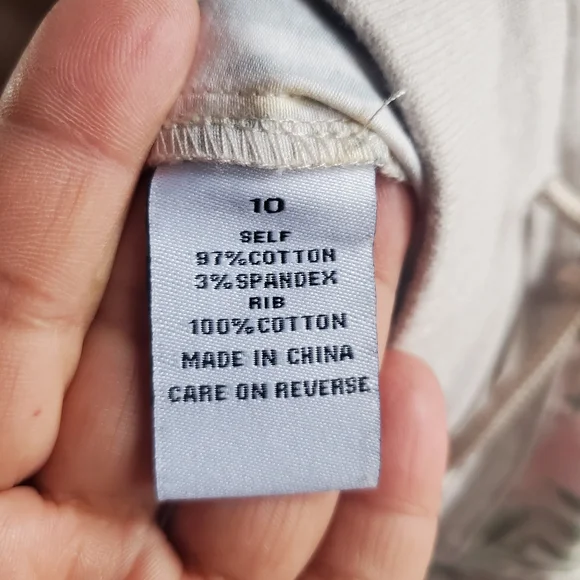 10
SELF
97%COTTON
3%SPANDEX
RIB
100%COTTON
MADE IN CHINA
CARE ON REVERSE